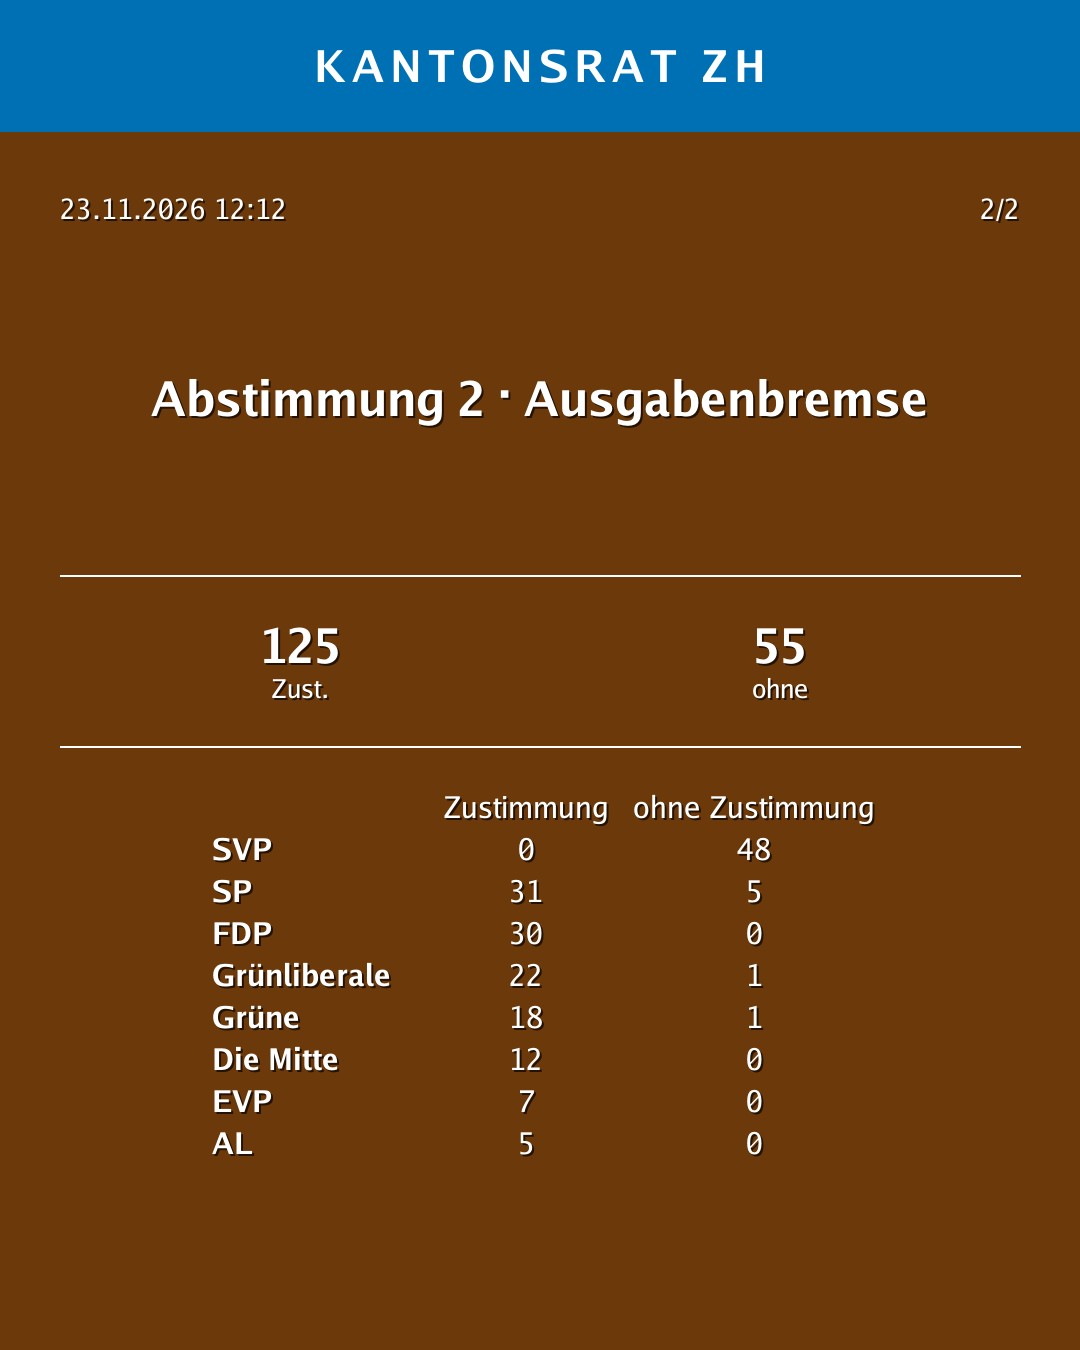 KANTONSRAT ZH
23.11.2026 12:12 2/2
Abstimmung 2 · Ausgabenbremse
125 55
Zust. ohne
Zustimmung ohne Zustimmung
SVP 0 48
SP 31 5
FDP 30 0
Grünliberale 22 1
Grüne 18 1
Die Mitte 12 0
EVP 7 0
AL 5 0